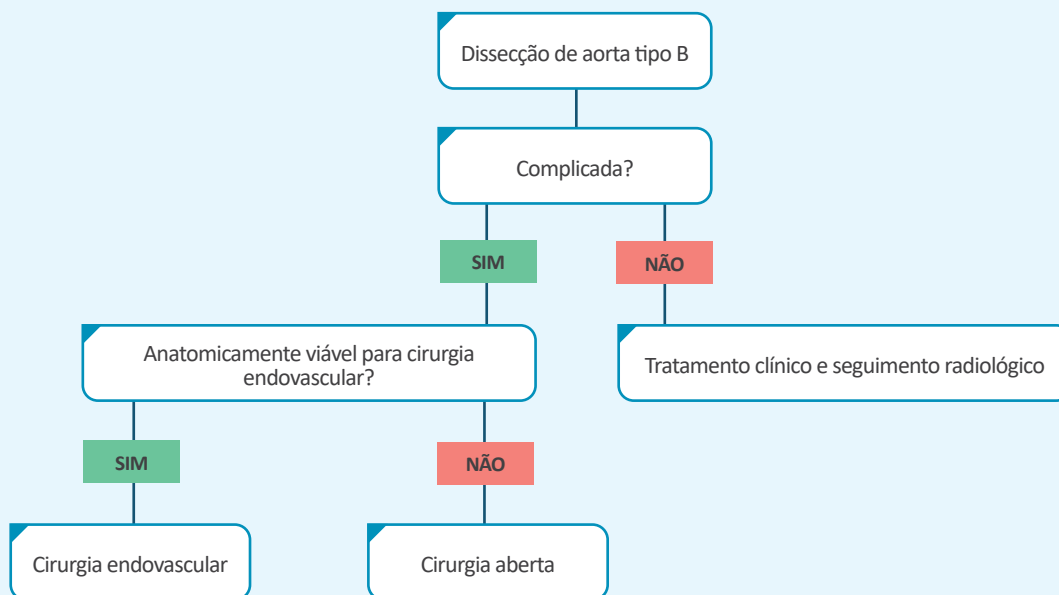 Dissecção de aorta tipo B
Complicada?
SIM
NÃO
Anatomicamente viável para cirurgia
endovascular?
Tratamento clínico e seguimento radiológico
SIM
NÃO
Cirurgia endovascular
Cirurgia aberta